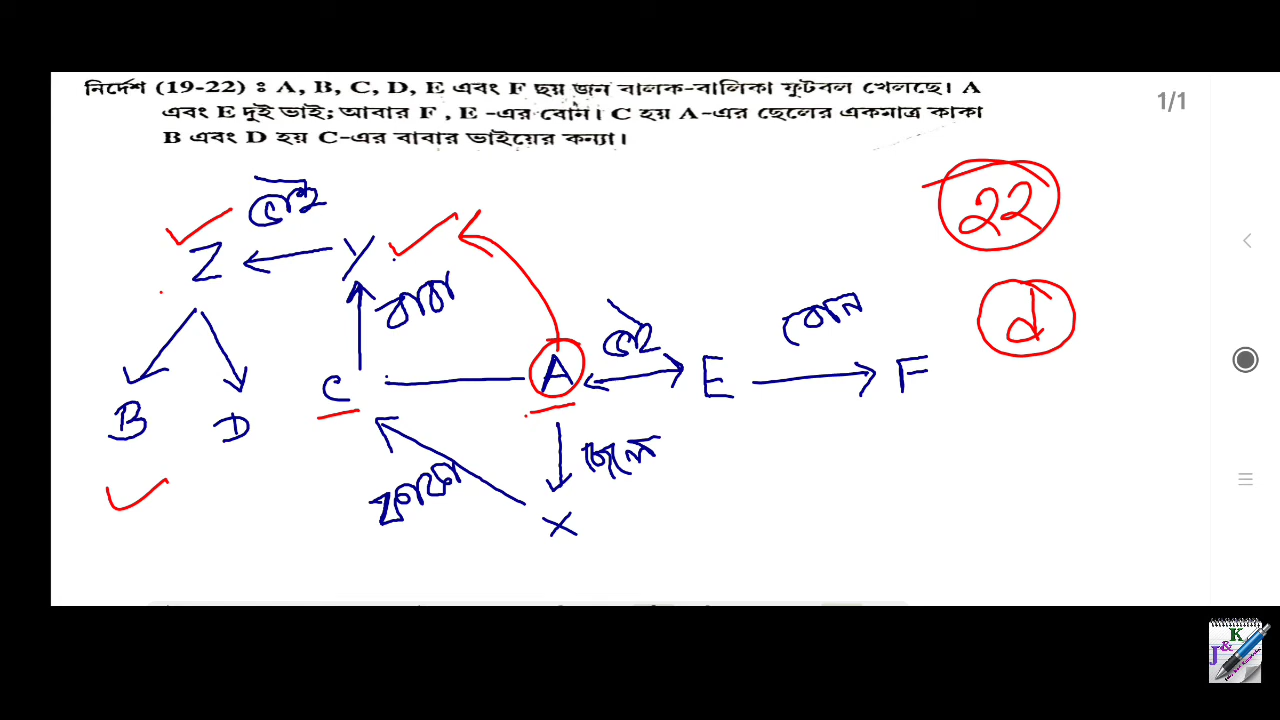 নির্দেশ (19-22) ঃ A, B, C, D, E এবং F ছয় জন বালক-বালিকা ফুটবল খেলছে। A
এবং E দুই ভাই; আবার F , E -এর বোন। C হয় A-এর ছেলের একমাত্র কাকা
B এবং D হয় C-এর বাবার ভাইয়ের কন্যা।
1/1
ভাই
২২
Z Y
বাবা
বোন
d
ভাই
B D C A E F
ছেলে
কাকা
X
J&K